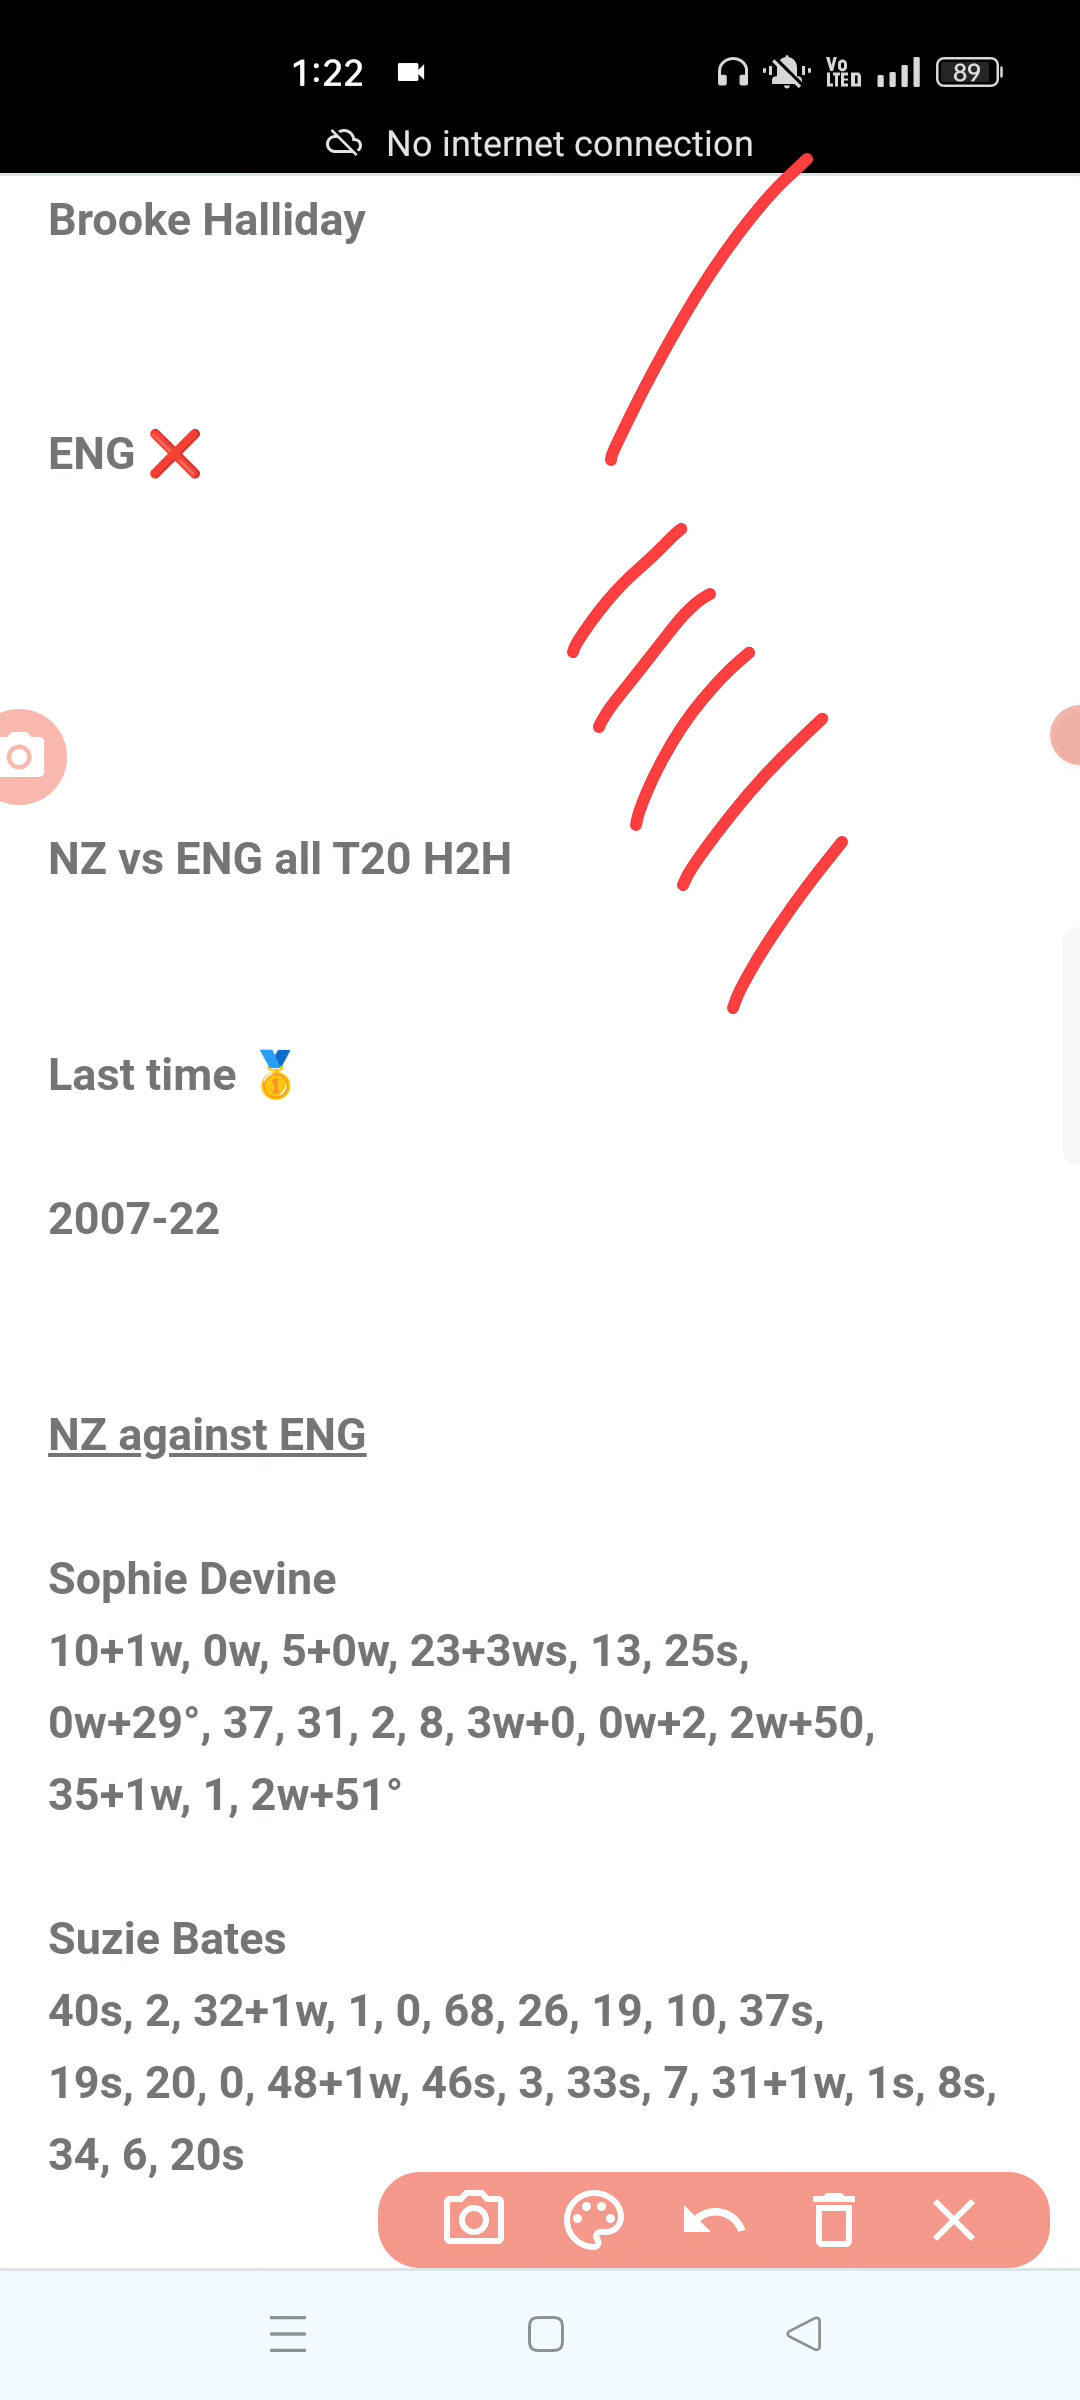 1:22
Vo
LTED
89
No internet connection
Brooke Halliday
ENG ❌
NZ vs ENG all T20 H2H
Last time 🥇
2007-22
NZ against ENG
Sophie Devine
10+1w, 0w, 5+0w, 23+3ws, 13, 25s,
0w+29°, 37, 31, 2, 8, 3w+0, 0w+2, 2w+50,
35+1w, 1, 2w+51°
Suzie Bates
40s, 2, 32+1w, 1, 0, 68, 26, 19, 10, 37s,
19s, 20, 0, 48+1w, 46s, 3, 33s, 7, 31+1w, 1s, 8s,
34, 6, 20s